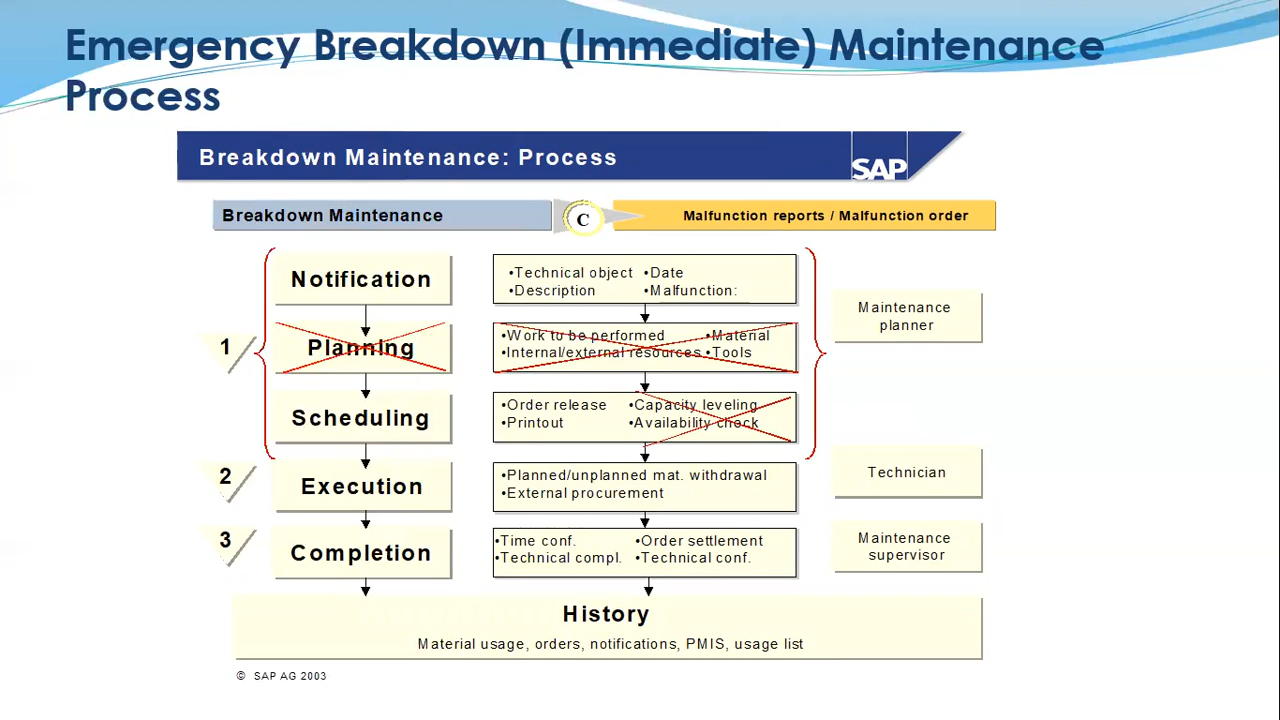 Emergency Breakdown (Immediate) Maintenance
Process
Breakdown Maintenance: Process
SAP
Breakdown Maintenance
C
Malfunction reports / Malfunction order
Notification
•Technical object •Date
•Description •Malfunction:
Maintenance
planner
1
Planning
•Work to be performed •Material
•Internal/external resources •Tools
Scheduling
•Order release •Capacity leveling
•Printout •Availability check
2
Execution
•Planned/unplanned mat. withdrawal
•External procurement
Technician
3
Completion
•Time conf. •Order settlement
•Technical compl. •Technical conf.
Maintenance
supervisor
History
Material usage, orders, notifications, PMIS, usage list
© SAP AG 2003